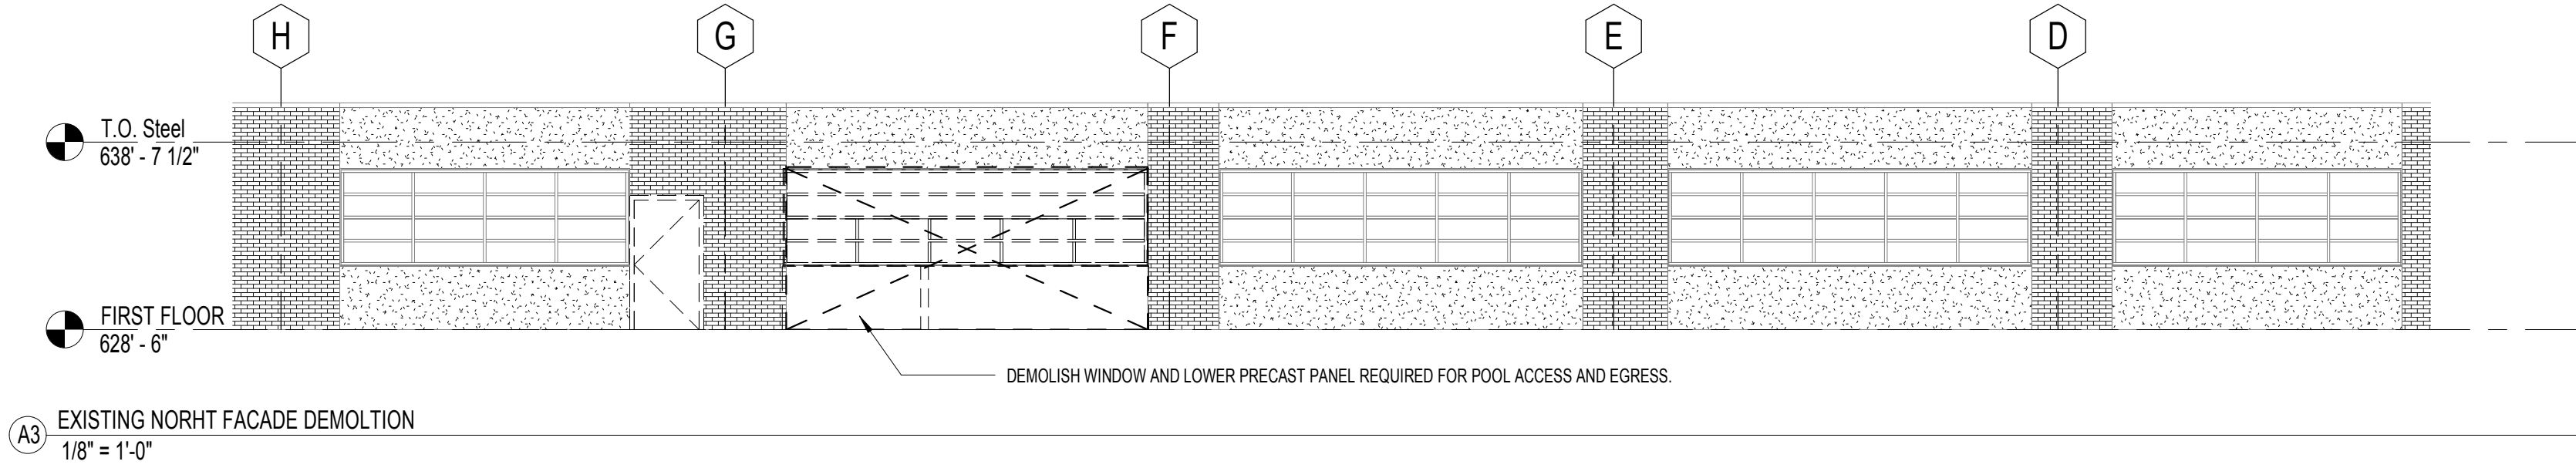 H
G
F
E
D
T.O. Steel
638' - 7 1/2"
FIRST FLOOR
628' - 6"
DEMOLISH WINDOW AND LOWER PRECAST PANEL REQUIRED FOR POOL ACCESS AND EGRESS.
A3
EXISTING NORHT FACADE DEMOLTION
1/8" = 1'-0"